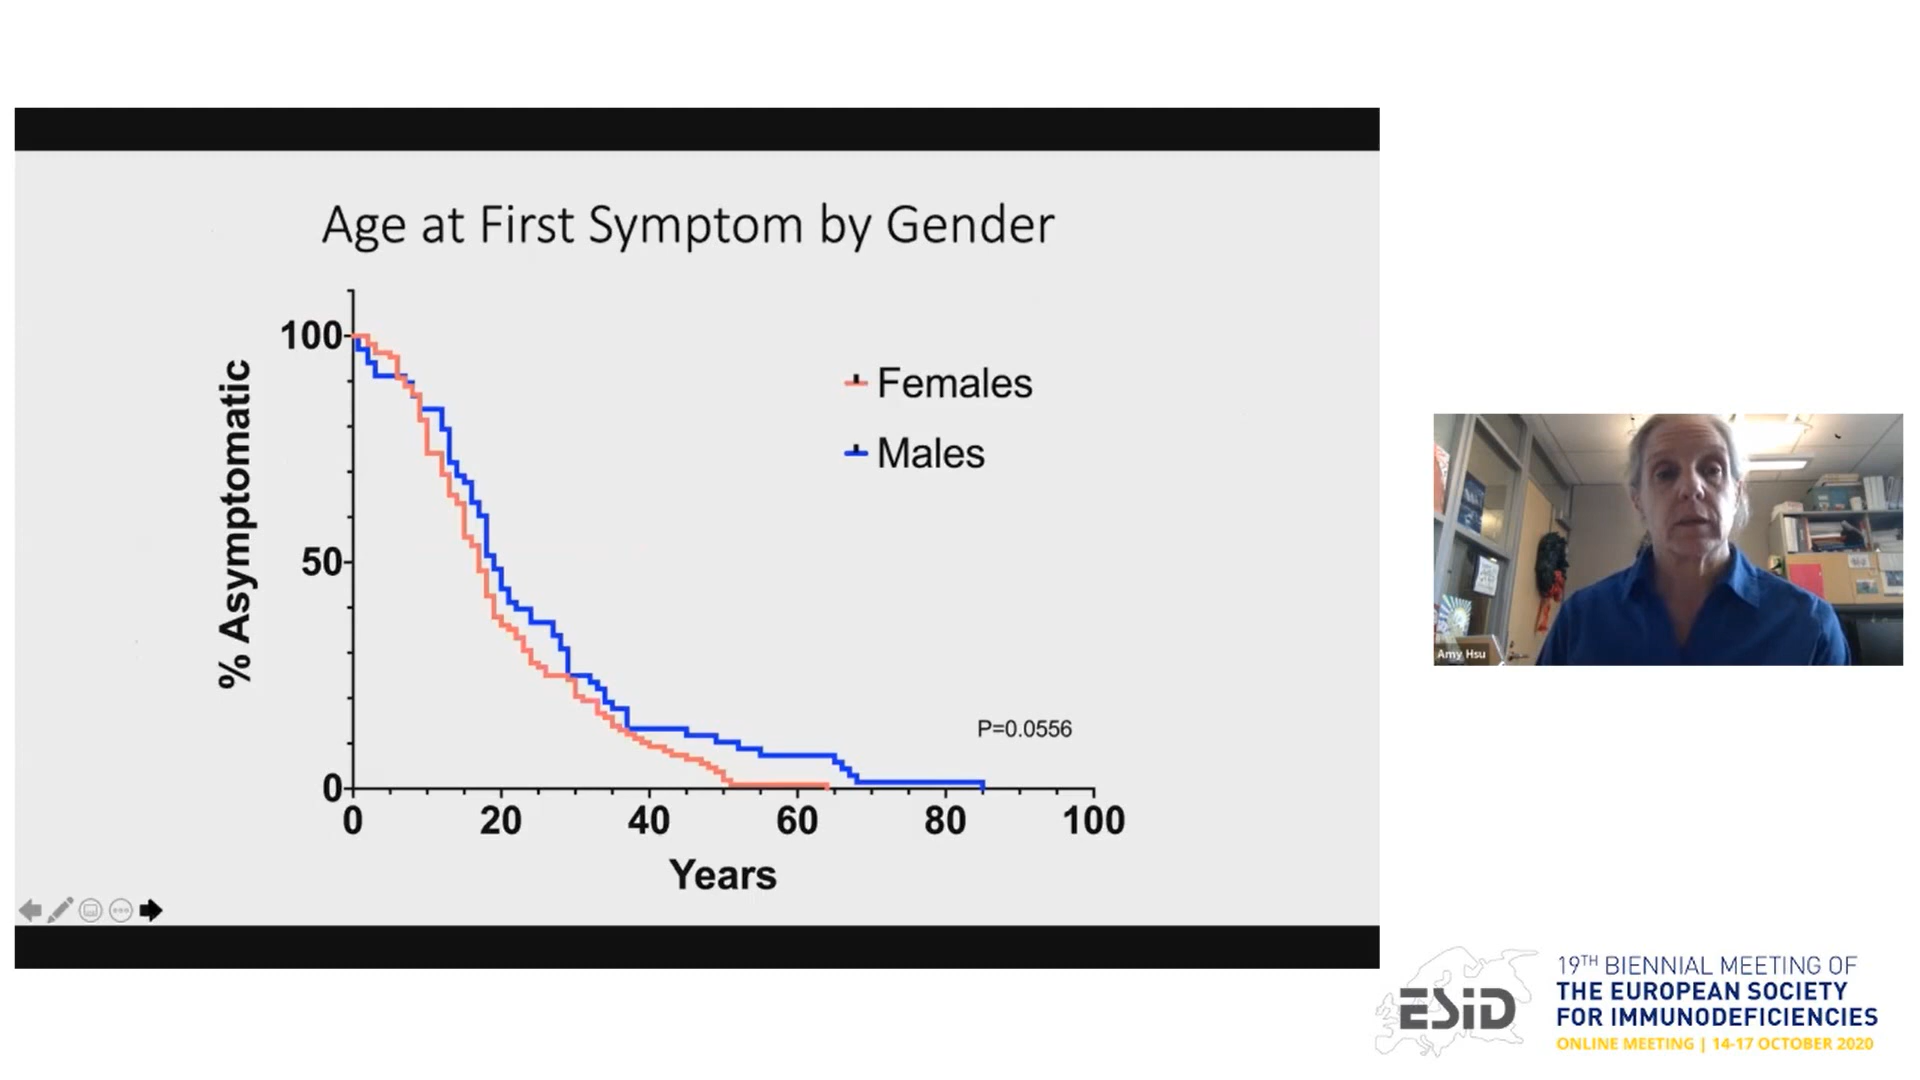 Age at First Symptom by Gender
% Asymptomatic
100
50
0
Females
Males
P=0.0556
0 20 40 60 80 100
Years
Amy Hsu
ESiD
19TH BIENNIAL MEETING OF
THE EUROPEAN SOCIETY
FOR IMMUNODEFICIENCIES
ONLINE MEETING | 14-17 OCTOBER 2020